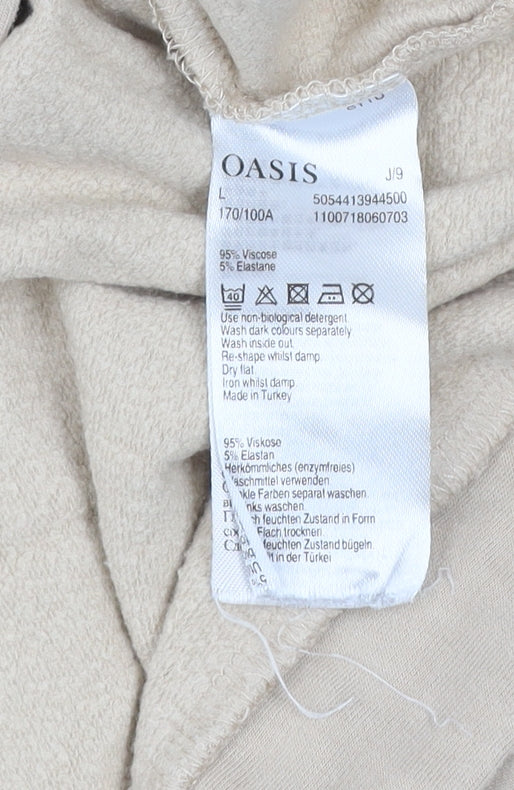 OASIS J/9
L 5054413944500
170/100A 1100718060703
95% Viscose
5% Elastane
40
Use non-biological detergent
Wash dark colours separately
Wash inside out
Re-shape whilst damp
Dry flat
Iron whilst damp
Made in Turkey
95% Viskose
5% Elastan
Herkömmliches (enzymfreies)
Waschmittel verwenden
Farben separat waschen
waschen
feuchten Zustand in Form
Flach trocknen
feuchten Zustand bügeln
in der Türkei